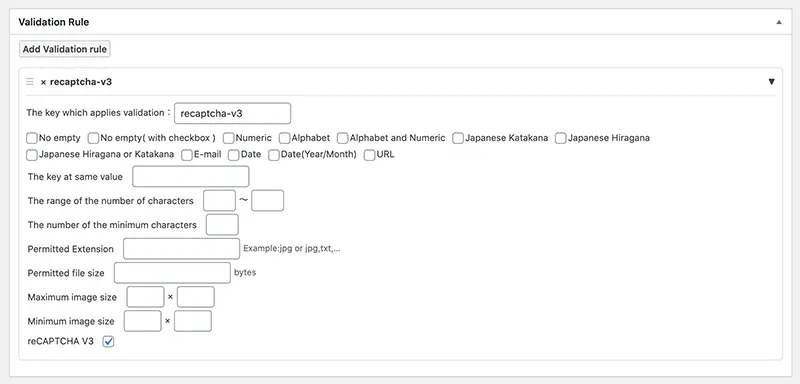 Validation Rule
Add Validation rule
× recaptcha-v3
The key which applies validation : recaptcha-v3
No empty No empty( with checkbox ) Numeric Alphabet Alphabet and Numeric Japanese Katakana Japanese Hiragana
Japanese Hiragana or Katakana E-mail Date Date(Year/Month) URL
The key at same value
The range of the number of characters 〜
The number of the minimum characters
Permitted Extension Example:jpg or jpg,txt,...
Permitted file size bytes
Maximum image size ×
Minimum image size ×
reCAPTCHA V3